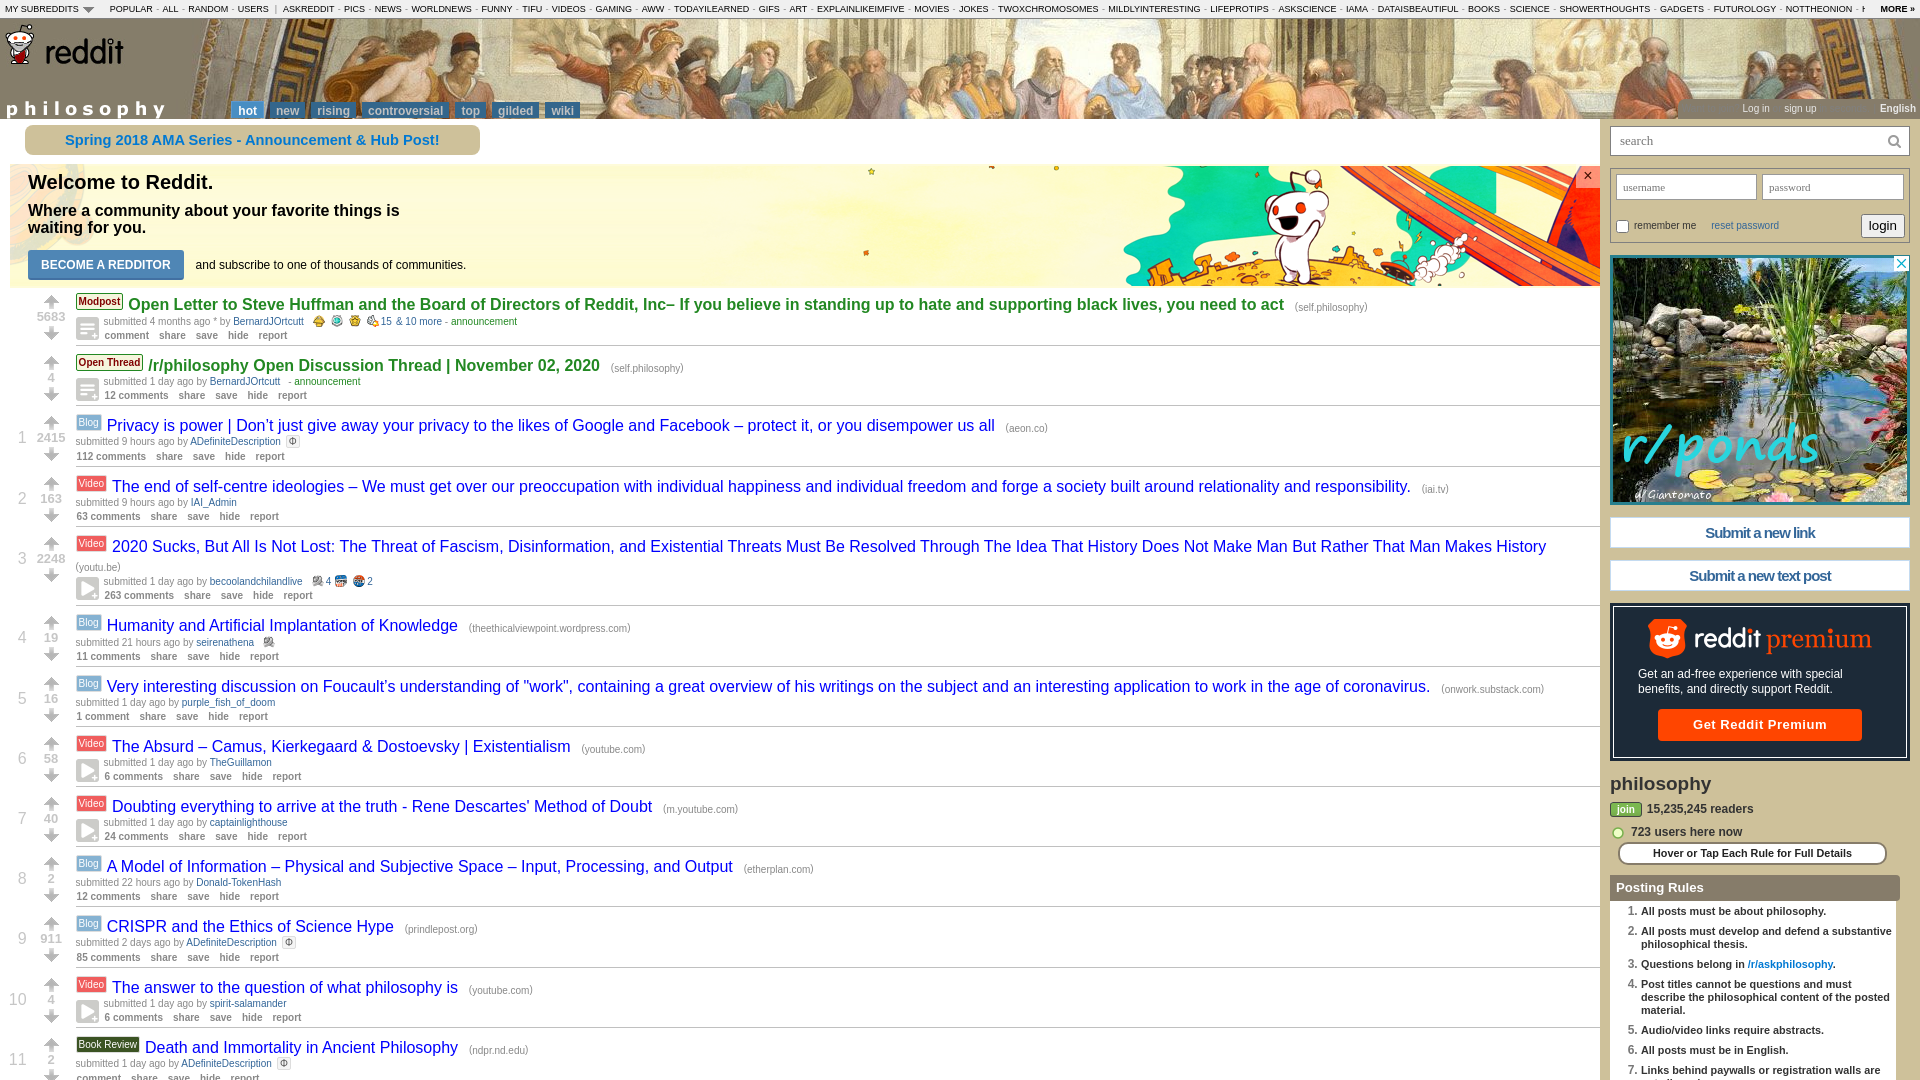 MY SUBREDDITS POPULAR - ALL - RANDOM - USERS | ASKREDDIT - PICS - NEWS - WORLDNEWS - FUNNY - TIFU - VIDEOS - GAMING - AWW - TODAYILEARNED - GIFS - ART - EXPLAINLIKEIMFIVE - MOVIES - JOKES - TWOXCHROMOSOMES - MILDLYINTERESTING - LIFEPROTIPS - ASKSCIENCE - IAMA - DATAISBEAUTIFUL - BOOKS - SCIENCE - SHOWERTHOUGHTS - GADGETS - FUTUROLOGY - NOTTHEONION - MORE »
reddit
philosophy hot new rising controversial top gilded wiki
Log in sign up English
Spring 2018 AMA Series - Announcement & Hub Post!
Welcome to Reddit.
Where a community about your favorite things is
waiting for you.
BECOME A REDDITOR and subscribe to one of thousands of communities.
×
5683
Modpost Open Letter to Steve Huffman and the Board of Directors of Reddit, Inc– If you believe in standing up to hate and supporting black lives, you need to act (self.philosophy)
submitted 4 months ago * by BernardJOrtcutt 15 & 10 more - announcement
comment share save hide report
4
Open Thread /r/philosophy Open Discussion Thread | November 02, 2020 (self.philosophy)
submitted 1 day ago by BernardJOrtcutt - announcement
12 comments share save hide report
1 2415
Blog Privacy is power | Don’t just give away your privacy to the likes of Google and Facebook – protect it, or you disempower us all (aeon.co)
submitted 9 hours ago by ADefiniteDescription Φ
112 comments share save hide report
2 163
Video The end of self-centre ideologies – We must get over our preoccupation with individual happiness and individual freedom and forge a society built around relationality and responsibility. (iai.tv)
submitted 9 hours ago by IAI_Admin
63 comments share save hide report
3 2248
Video 2020 Sucks, But All Is Not Lost: The Threat of Fascism, Disinformation, and Existential Threats Must Be Resolved Through The Idea That History Does Not Make Man But Rather That Man Makes History
(youtu.be)
submitted 1 day ago by becoolandchilandlive 4 2
263 comments share save hide report
4 19
Blog Humanity and Artificial Implantation of Knowledge (theethicalviewpoint.wordpress.com)
submitted 21 hours ago by seirenathena
11 comments share save hide report
5 16
Blog Very interesting discussion on Foucault’s understanding of "work", containing a great overview of his writings on the subject and an interesting application to work in the age of coronavirus. (onwork.substack.com)
submitted 1 day ago by purple_fish_of_doom
1 comment share save hide report
6 58
Video The Absurd – Camus, Kierkegaard & Dostoevsky | Existentialism (youtube.com)
submitted 1 day ago by TheGuillamon
6 comments share save hide report
7 40
Video Doubting everything to arrive at the truth - Rene Descartes' Method of Doubt (m.youtube.com)
submitted 1 day ago by captainlighthouse
24 comments share save hide report
8 2
Blog A Model of Information – Physical and Subjective Space – Input, Processing, and Output (etherplan.com)
submitted 22 hours ago by Donald-TokenHash
12 comments share save hide report
9 911
Blog CRISPR and the Ethics of Science Hype (prindlepost.org)
submitted 2 days ago by ADefiniteDescription Φ
85 comments share save hide report
10 4
Video The answer to the question of what philosophy is (youtube.com)
submitted 1 day ago by spirit-salamander
6 comments share save hide report
11 2
Book Review Death and Immortality in Ancient Philosophy (ndpr.nd.edu)
submitted 1 day ago by ADefiniteDescription Φ
comment share save hide report
search
username password
remember me reset password login
r/ponds
u/Giantomato
Submit a new link
Submit a new text post
reddit premium
Get an ad-free experience with special
benefits, and directly support Reddit.
Get Reddit Premium
philosophy
join 15,235,245 readers
723 users here now
Hover or Tap Each Rule for Full Details
Posting Rules
1. All posts must be about philosophy.
2. All posts must develop and defend a substantive
philosophical thesis.
3. Questions belong in /r/askphilosophy.
4. Post titles cannot be questions and must
describe the philosophical content of the posted
material.
5. Audio/video links require abstracts.
6. All posts must be in English.
7. Links behind paywalls or registration walls are